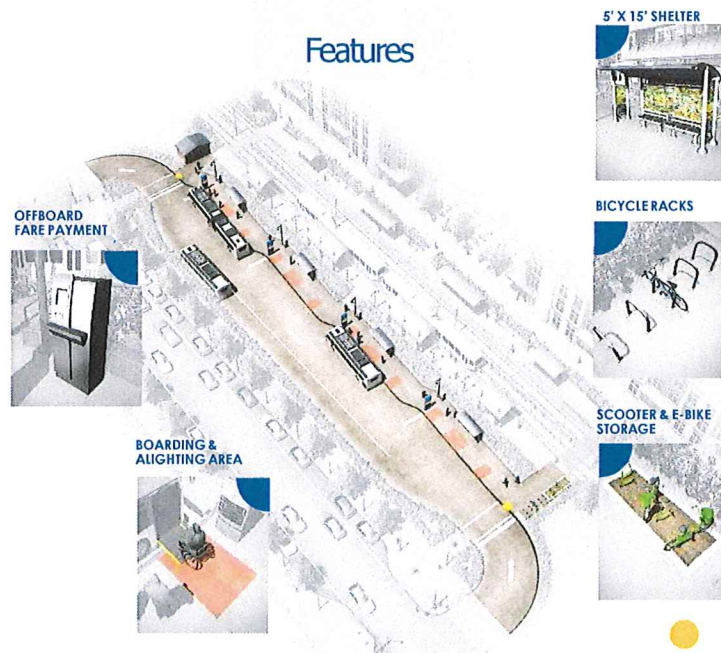 Features
5' X 15' SHELTER
OFFBOARD
FARE PAYMENT
BICYCLE RACKS
BOARDING &
ALIGHTING AREA
SCOOTER & E-BIKE
STORAGE